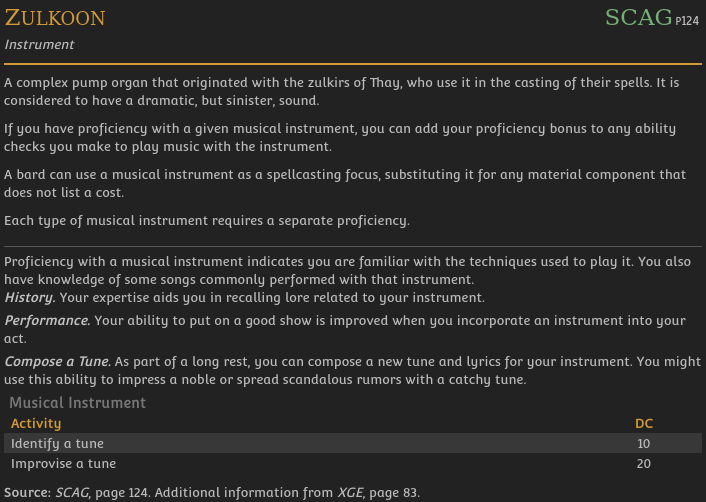 ZULKOON SCAG P124
Instrument
A complex pump organ that originated with the zulkirs of Thay, who use it in the casting of their spells. It is
considered to have a dramatic, but sinister, sound.
If you have proficiency with a given musical instrument, you can add your proficiency bonus to any ability
checks you make to play music with the instrument.
A bard can use a musical instrument as a spellcasting focus, substituting it for any material component that
does not list a cost.
Each type of musical instrument requires a separate proficiency.
Proficiency with a musical instrument indicates you are familiar with the techniques used to play it. You also
have knowledge of some songs commonly performed with that instrument.
History. Your expertise aids you in recalling lore related to your instrument.
Performance. Your ability to put on a good show is improved when you incorporate an instrument into your
act.
Compose a Tune. As part of a long rest, you can compose a new tune and lyrics for your instrument. You might
use this ability to impress a noble or spread scandalous rumors with a catchy tune.
Musical Instrument
Activity DC
Identify a tune 10
Improvise a tune 20
Source: SCAG, page 124. Additional information from XGE, page 83.